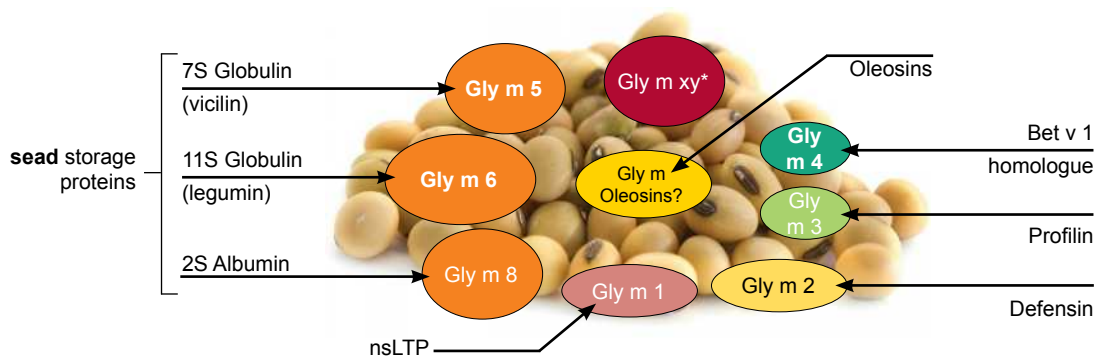 7S Globulin
(vicilin)
Gly m 5
Gly m xy*
Oleosins
sead storage
proteins
11S Globulin
(legumin)
Gly m 6
Gly m
Oleosins?
Gly
m 4
Bet v 1
homologue
Gly
m 3
Profilin
2S Albumin
Gly m 8
Gly m 1
Gly m 2
Defensin
nsLTP